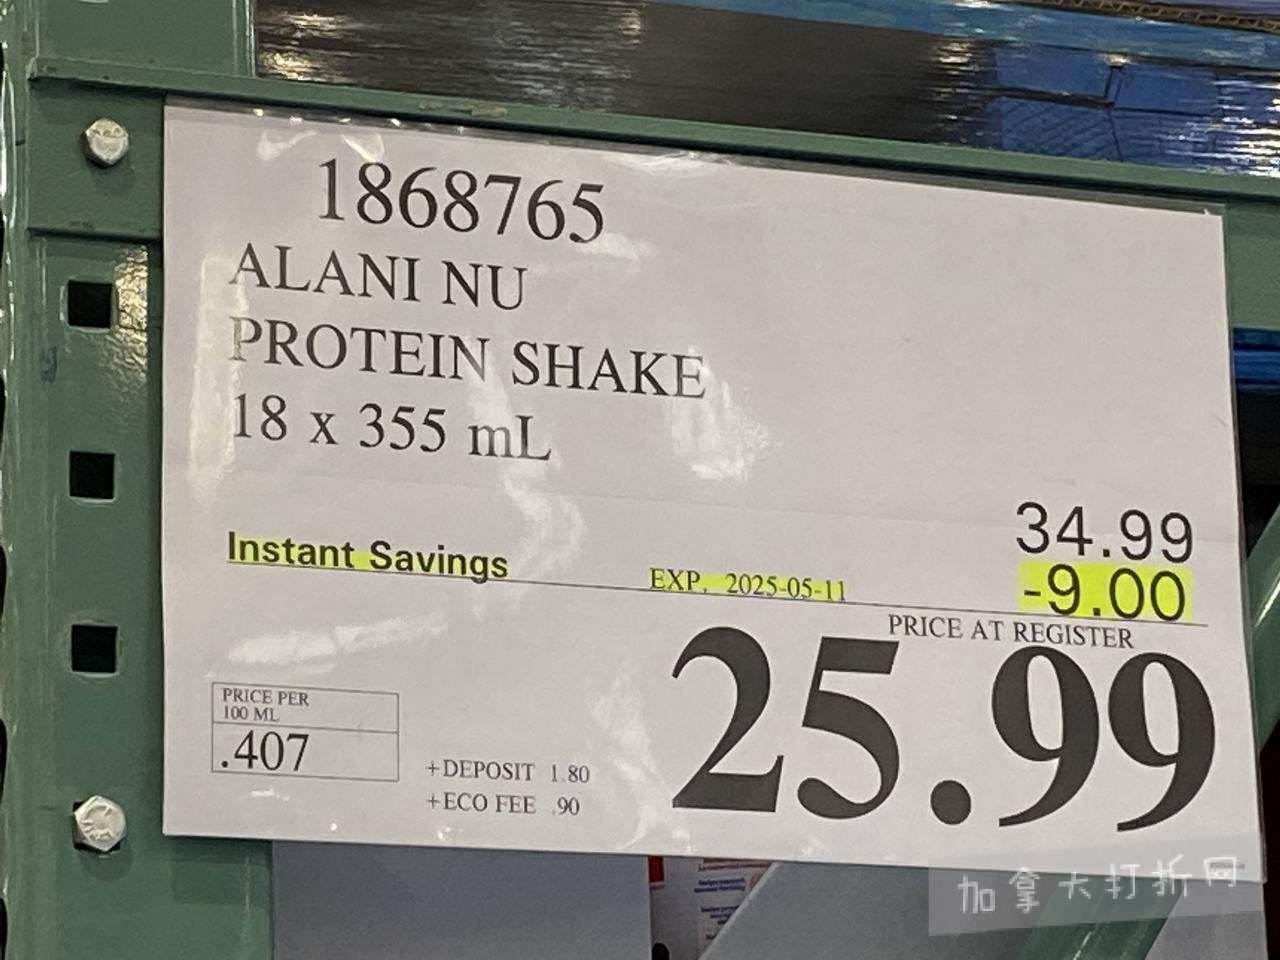 1868765
ALANI NU
PROTEIN SHAKE
18 x 355 mL
34.99
Instant Savings EXP. 2025-05-11 -9.00
PRICE AT REGISTER
25.99
PRICE PER
100 ML
.407
+DEPOSIT 1.80
+ECO FEE .90
加拿大打折网